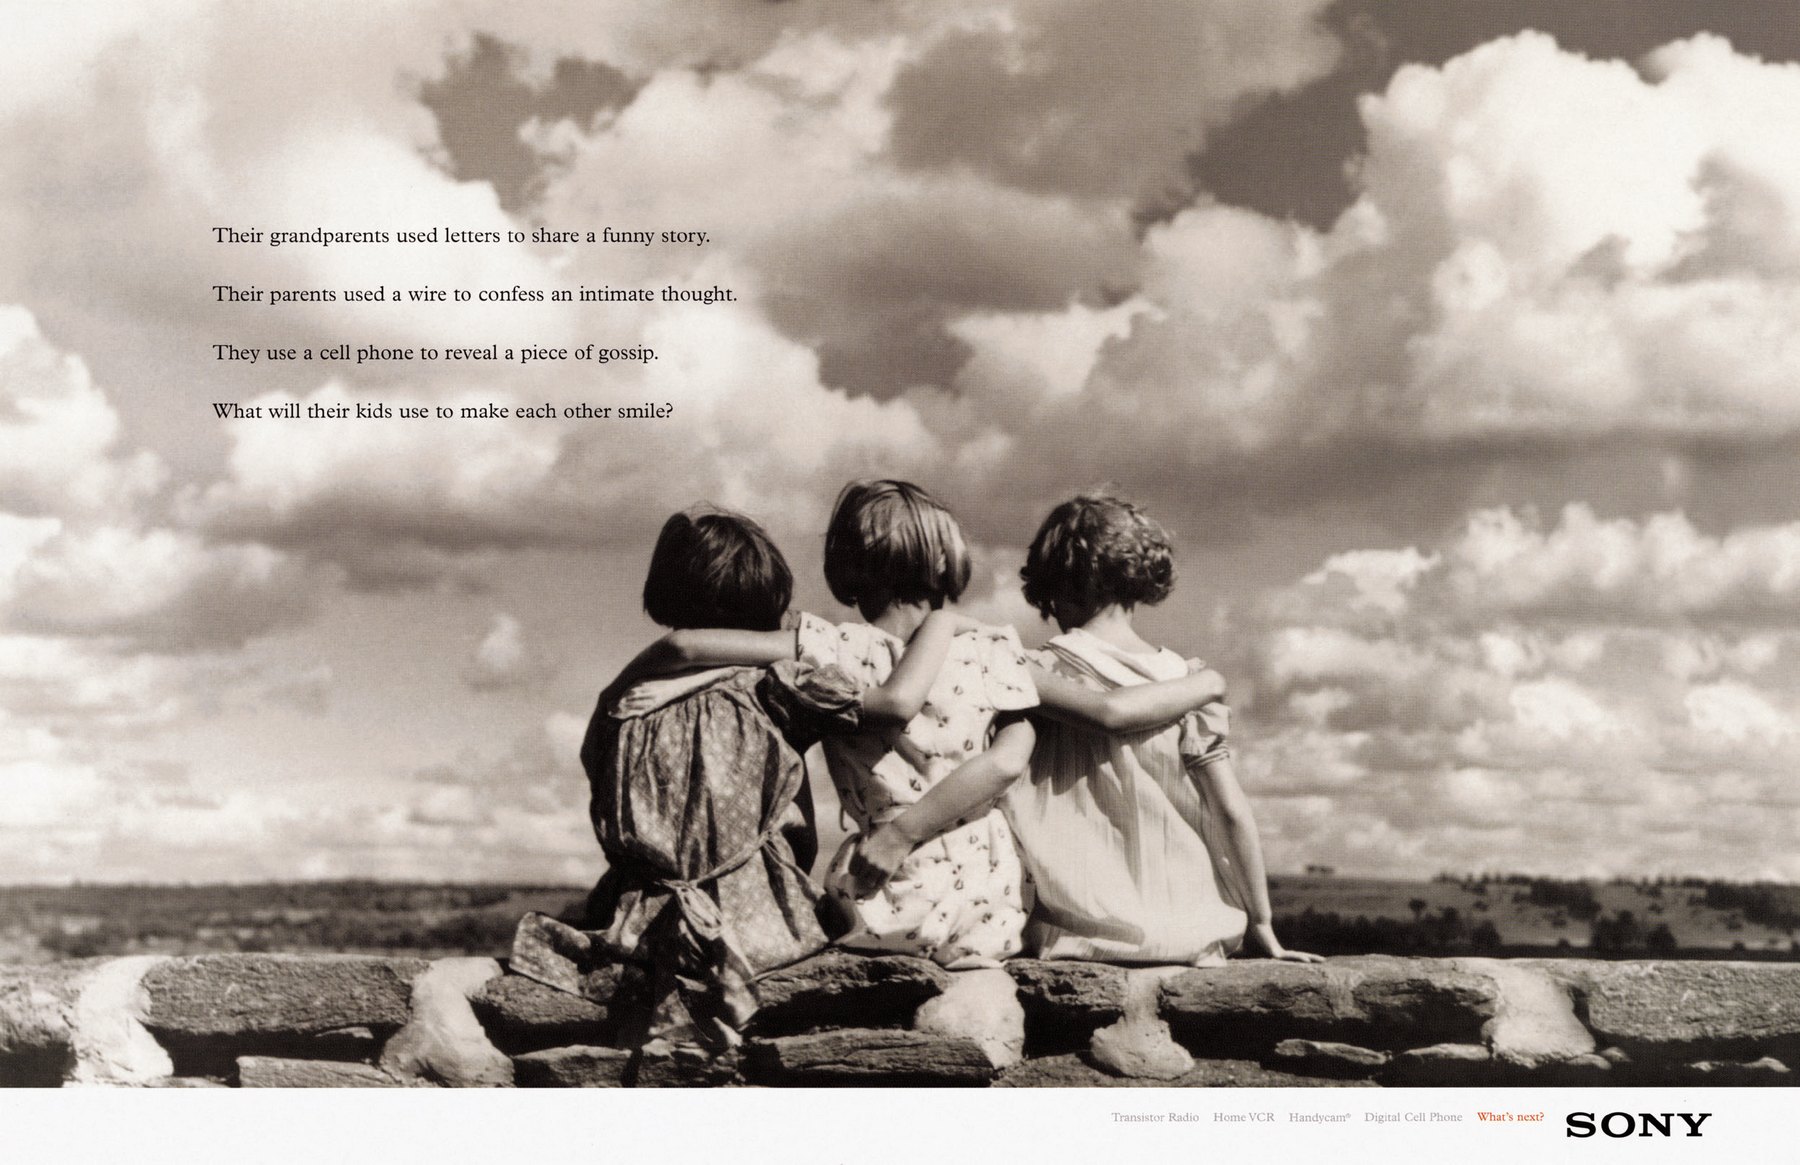 Their grandparents used letters to share a funny story.
Their parents used a wire to confess an intimate thought.
They use a cell phone to reveal a piece of gossip.
What will their kids use to make each other smile?
Transistor Radio Home VCR Handycam® Digital Cell Phone What's next? SONY